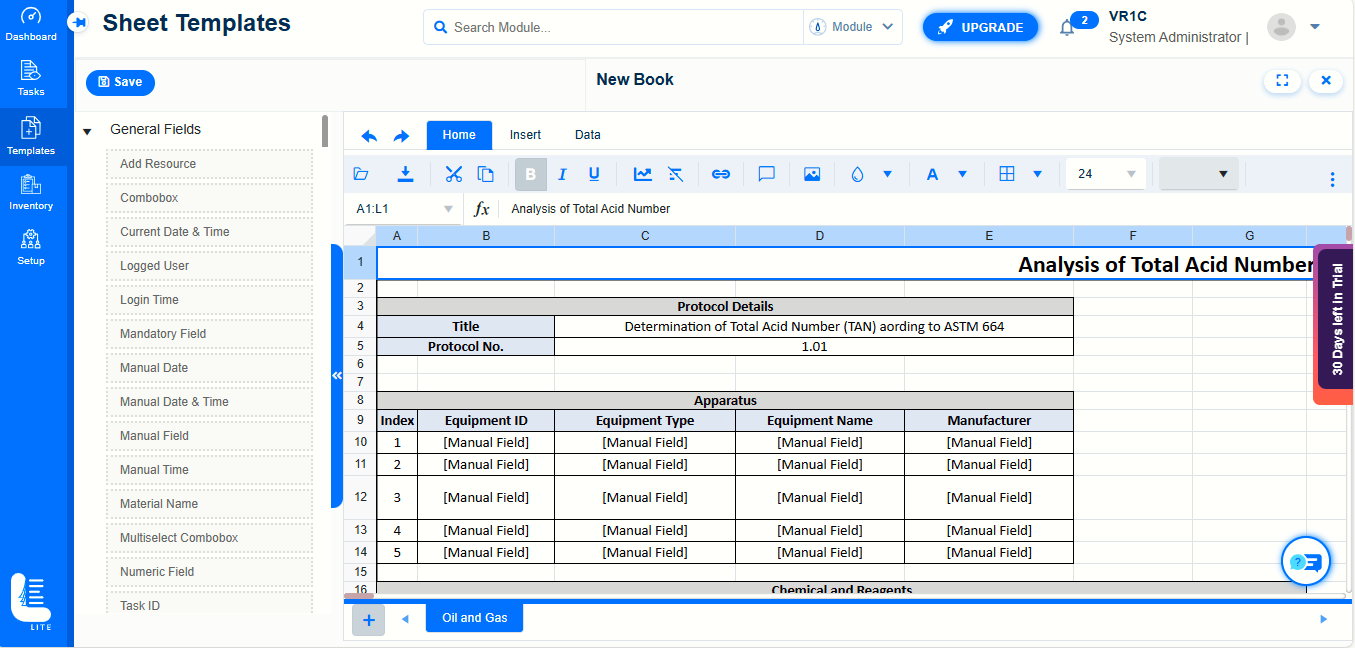 Dashboard
Tasks
Templates
Inventory
Setup
LITE
Sheet Templates
Search Module...
Module
UPGRADE
2
VR1C
System Administrator |
Save
New Book
General Fields
Add Resource
Combobox
Current Date & Time
Logged User
Login Time
Mandatory Field
Manual Date
Manual Date & Time
Manual Field
Manual Time
Material Name
Multiselect Combobox
Numeric Field
Task ID
«
Home Insert Data
B I U A 24
A1:L1 fx Analysis of Total Acid Number
A B C D E F G
1 Analysis of Total Acid Number
2
3 Protocol Details
4 Title Determination of Total Acid Number (TAN) aording to ASTM 664
5 Protocol No. 1.01
6
7
8 Apparatus
9 Index Equipment ID Equipment Type Equipment Name Manufacturer
10 1 [Manual Field] [Manual Field] [Manual Field] [Manual Field]
11 2 [Manual Field] [Manual Field] [Manual Field] [Manual Field]
12 3 [Manual Field] [Manual Field] [Manual Field] [Manual Field]
13 4 [Manual Field] [Manual Field] [Manual Field] [Manual Field]
14 5 [Manual Field] [Manual Field] [Manual Field] [Manual Field]
15
16 Chemical and Reagents
+ Oil and Gas
30 Days left in Trial
?